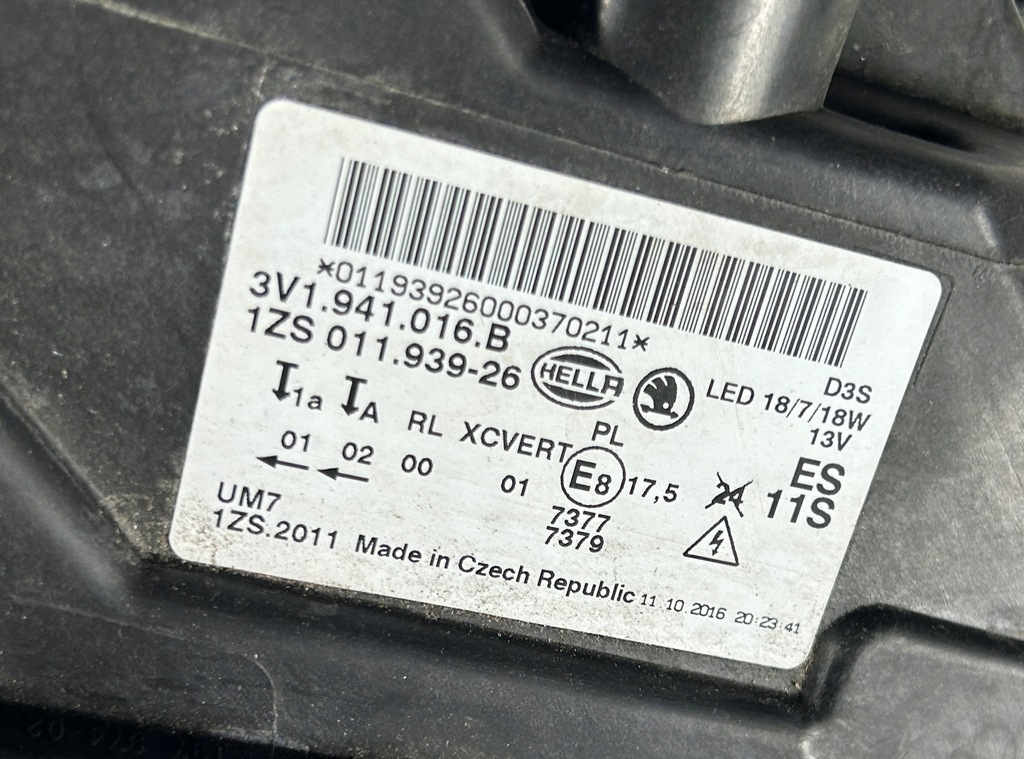 *01193926000370211*
3V1.941.016.B
1ZS 011.939-26
HELLA
D3S
LED 18/7/18W
13V
1a A RL XCVERT PL
01 02 00 01 E8 17,5 24
ES
11S
7377
7379
UM7
1ZS.2011 Made in Czech Republic 11.10.2016 20:23:41